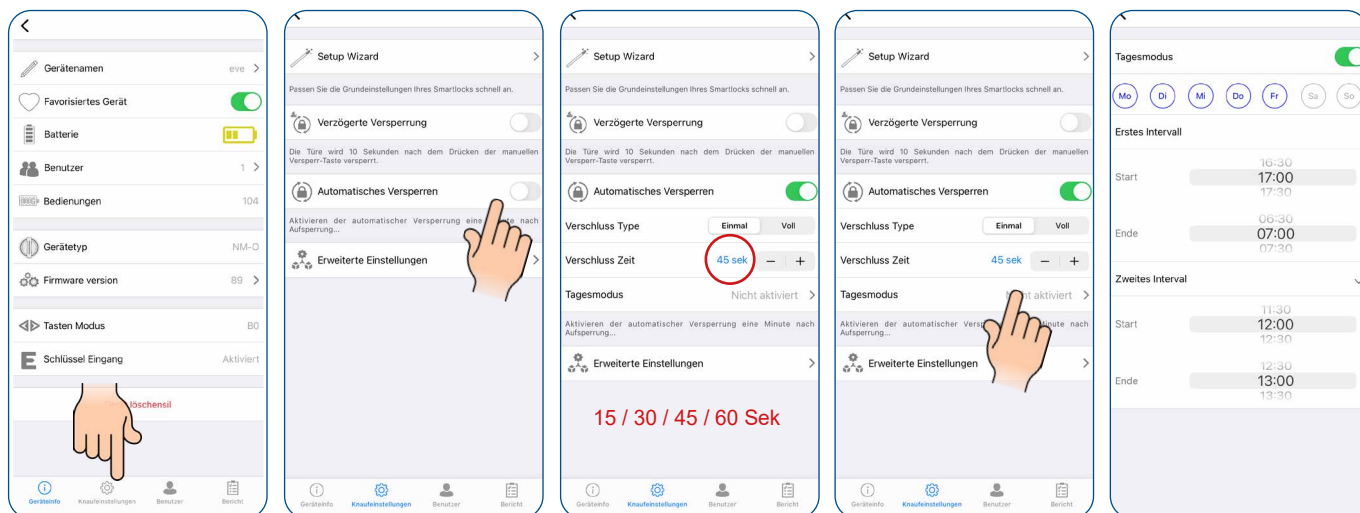 Gerätenamen eve
Favorisiertes Gerät
Batterie
Benutzer 1
Bedienungen 104
Gerätetyp NM-O
Firmware version 89
Tasten Modus B0
Schlüssel Eingang Aktiviert
löschensil
Geräteinfo Knaufeinstellungen Benutzer Bericht
Setup Wizard
Passen Sie die Grundeinstellungen Ihres Smartlocks schnell an.
Verzögerte Versperrung
Die Türe wird 10 Sekunden nach dem Drücken der manuellen
Versperr-Taste versperrt.
Automatisches Versperren
Aktivieren der automatischer Versperrung eine Minute nach
Aufsperrung...
Erweiterte Einstellungen
Geräteinfo Knaufeinstellungen Benutzer Bericht
Setup Wizard
Passen Sie die Grundeinstellungen Ihres Smartlocks schnell an.
Verzögerte Versperrung
Die Türe wird 10 Sekunden nach dem Drücken der manuellen
Versperr-Taste versperrt.
Automatisches Versperren
Verschluss Type Einmal Voll
Verschluss Zeit 45 sek − +
Tagesmodus Nicht aktiviert
Aktivieren der automatischer Versperrung eine Minute nach
Aufsperrung...
Erweiterte Einstellungen
15 / 30 / 45 / 60 Sek
Geräteinfo Knaufeinstellungen Benutzer Bericht
Setup Wizard
Passen Sie die Grundeinstellungen Ihres Smartlocks schnell an.
Verzögerte Versperrung
Die Türe wird 10 Sekunden nach dem Drücken der manuellen
Versperr-Taste versperrt.
Automatisches Versperren
Verschluss Type Einmal Voll
Verschluss Zeit 45 sek − +
Tagesmodus aktiviert
Aktivieren der automatischer Minute nach
Aufsperrung...
Erweiterte Einstellungen
Geräteinfo Knaufeinstellungen Benutzer Bericht
Tagesmodus
Mo Di Mi Do Fr Sa So
Erstes Intervall
16:30
Start 17:00
17:30
06:30
Ende 07:00
07:30
Zweites Interval
11:30
Start 12:00
12:30
12:30
Ende 13:00
13:30